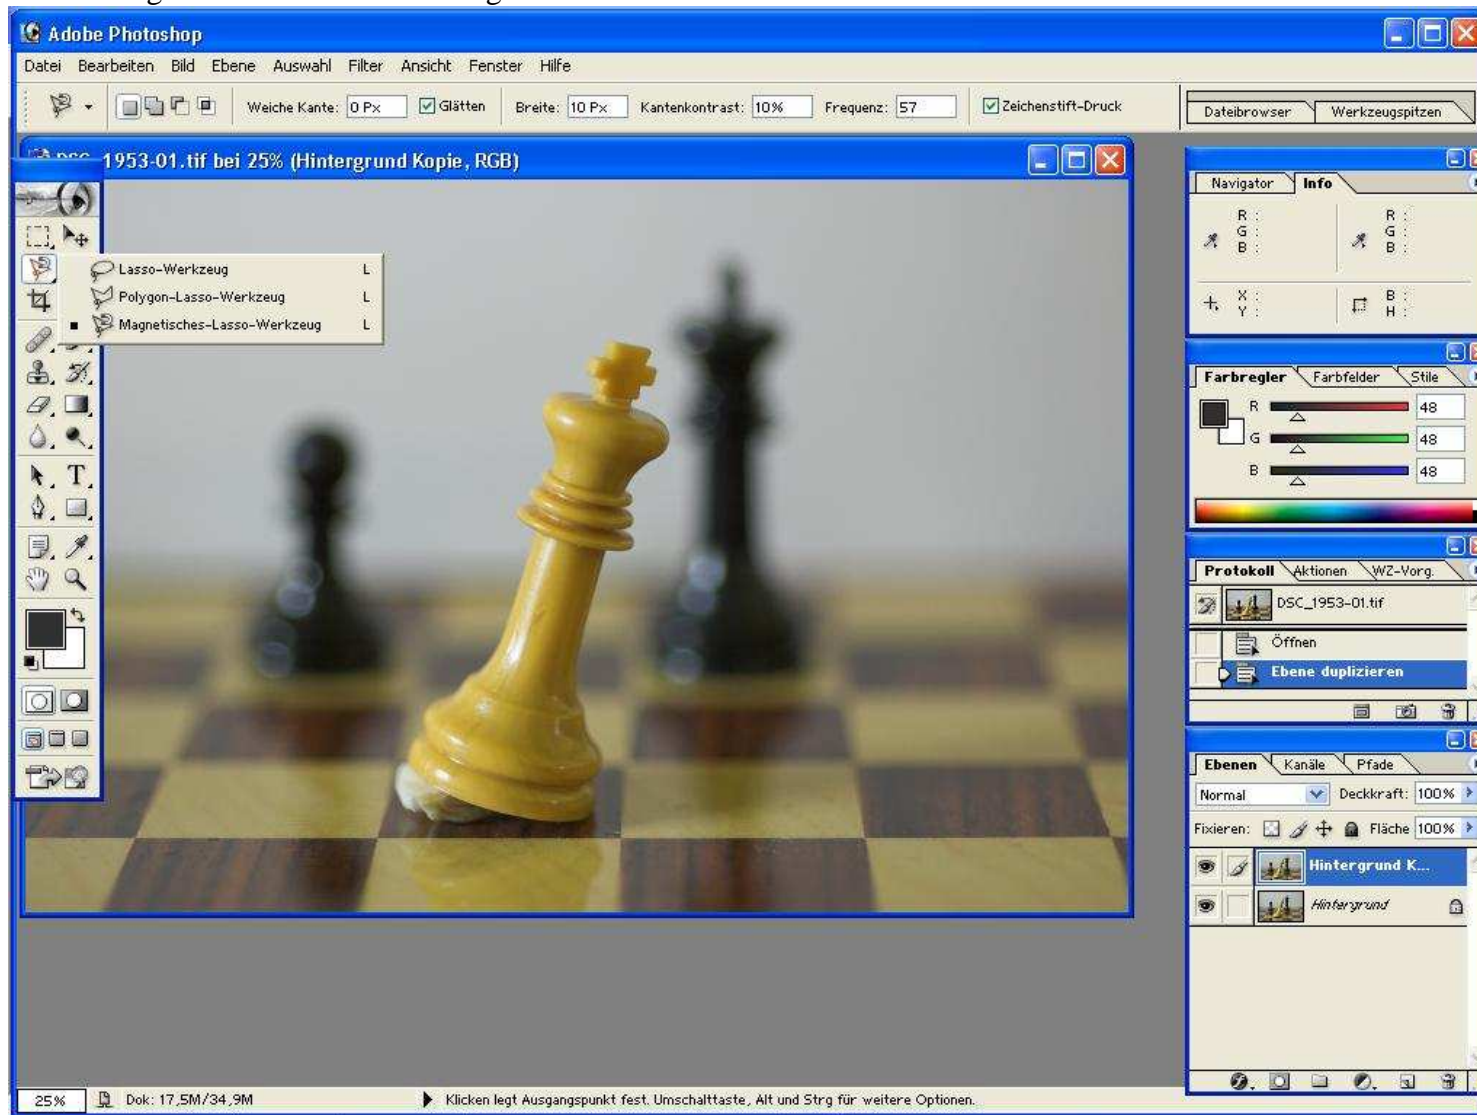 Adobe Photoshop
Datei Bearbeiten Bild Ebene Auswahl Filter Ansicht Fenster Hilfe
Weiche Kante: 0 Px Glätten Breite: 10 Px Kantenkontrast: 10% Frequenz: 57 Zeichenstift-Druck
Dateibrowser Werkzeugspitzen
1953-01.tif bei 25% (Hintergrund Kopie, RGB)
Lasso-Werkzeug L
Polygon-Lasso-Werkzeug L
Magnetisches-Lasso-Werkzeug L
T
Navigator Info
R : R :
G : G :
B : B :
X : B :
Y : H :
Farbregler Farbfelder Stile
R 48
G 48
B 48
Protokoll Aktionen WZ-Vorg.
DSC_1953-01.tif
Öffnen
Ebene duplizieren
Ebenen Kanäle Pfade
Normal Deckkraft: 100%
Fixieren: Fläche 100%
Hintergrund K...
Hintergrund
25% Dok: 17,5M/34,9M Klicken legt Ausgangspunkt fest. Umschalttaste, Alt und Strg für weitere Optionen.